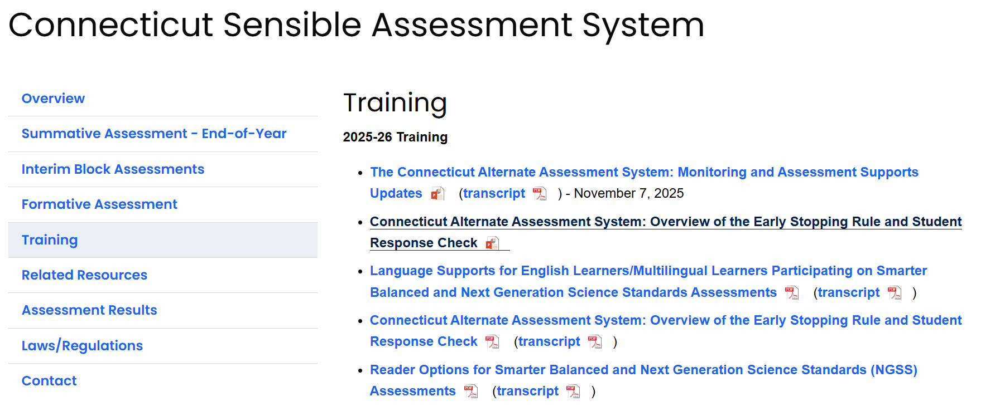 Connecticut Sensible Assessment System
Overview
Summative Assessment - End-of-Year
Interim Block Assessments
Formative Assessment
Training
Related Resources
Assessment Results
Laws/Regulations
Contact
Training
2025-26 Training
• The Connecticut Alternate Assessment System: Monitoring and Assessment Supports
Updates (transcript ) - November 7, 2025
• Connecticut Alternate Assessment System: Overview of the Early Stopping Rule and Student
Response Check
• Language Supports for English Learners/Multilingual Learners Participating on Smarter
Balanced and Next Generation Science Standards Assessments (transcript )
• Connecticut Alternate Assessment System: Overview of the Early Stopping Rule and Student
Response Check (transcript )
• Reader Options for Smarter Balanced and Next Generation Science Standards (NGSS)
Assessments (transcript )